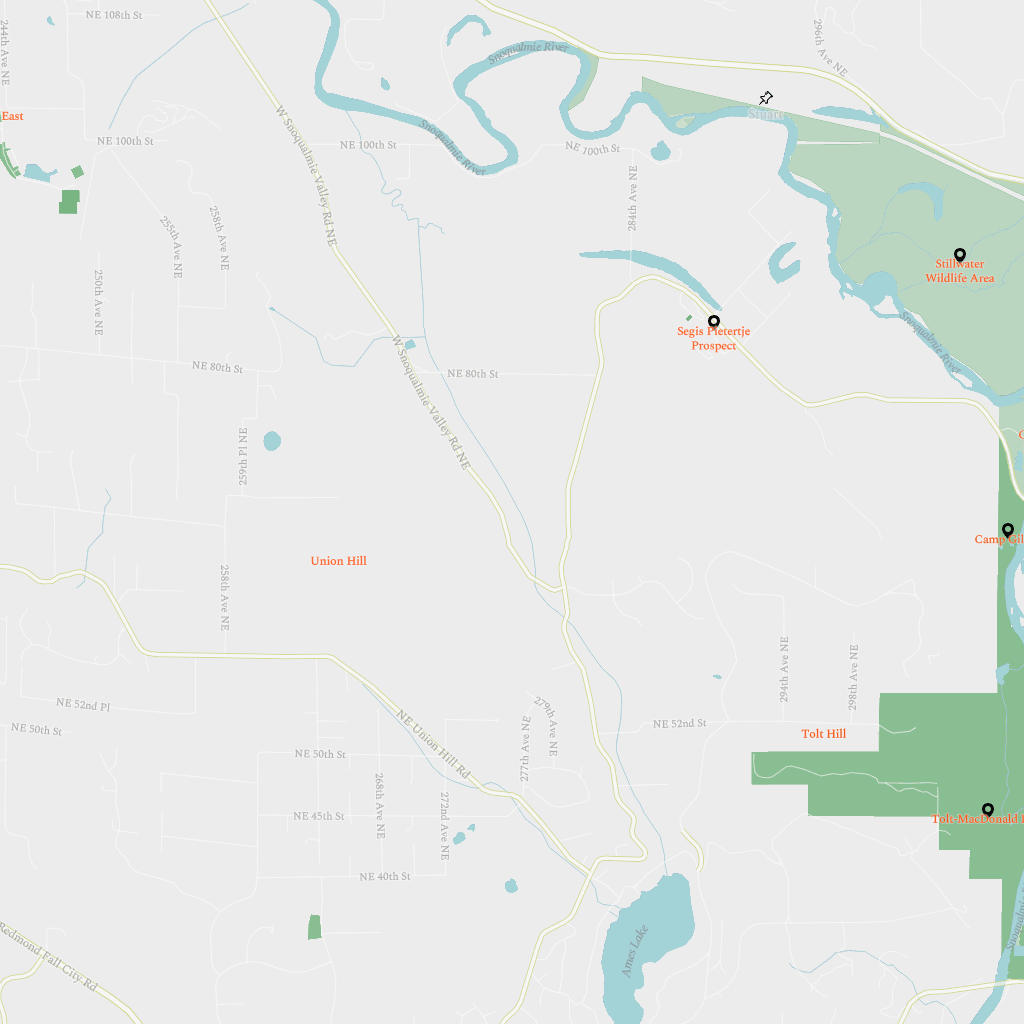 NE 108th St
244th Ave NE
East
NE 100th St
255th Ave NE
258th Ave NE
250th Ave NE
W Snoqualmie Valley Rd NE
NE 100th St
Snoqualmie River
Snoqualmie River
NE 100th St
296th Ave NE
Stuart
284th Ave NE
Stillwater
Wildlife Area
Segis Pietertje
Prospect
Snoqualmie River
NE 80th St
W Snoqualmie Valley Rd NE
NE 80th St
259th Pl NE
Camp Gil
Union Hill
258th Ave NE
294th Ave NE
298th Ave NE
NE 52nd Pl
NE 50th St
NE Union Hill Rd
279th Ave NE
277th Ave NE
NE 52nd St
Tolt Hill
NE 50th St
268th Ave NE
272nd Ave NE
NE 45th St
Tolt-MacDonald
NE 40th St
Ames Lake
Redmond Fall City Rd